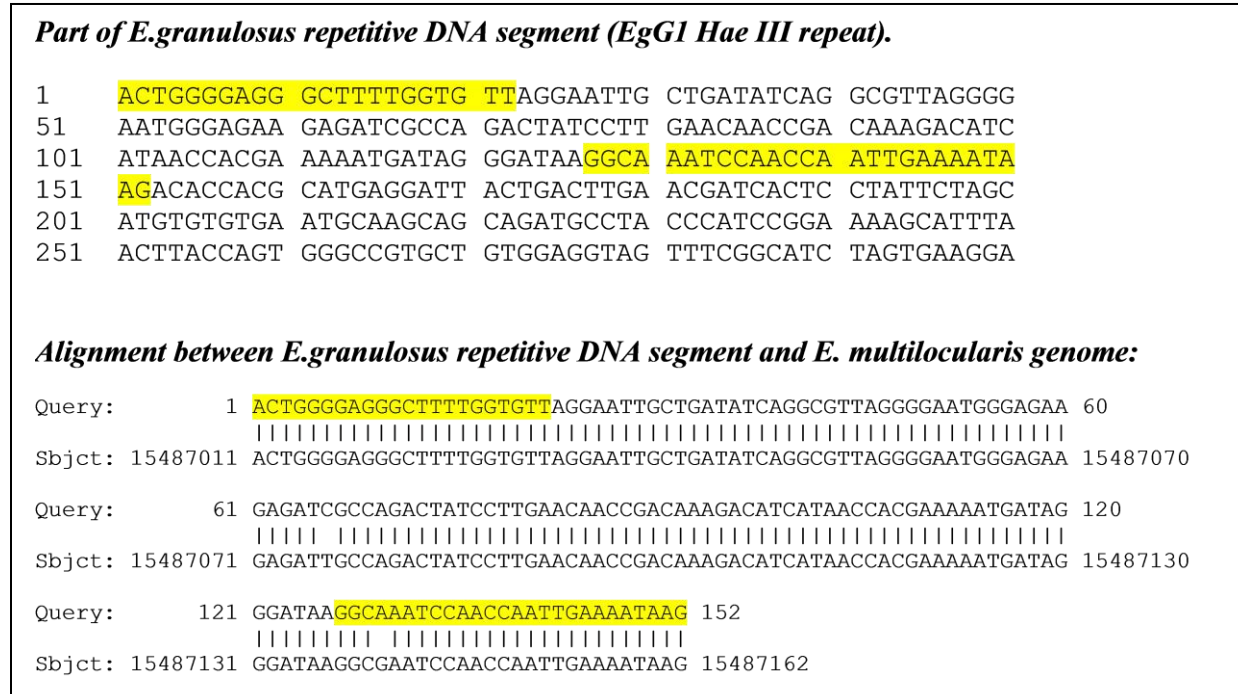 Part of E.granulosus repetitive DNA segment (EgG1 Hae III repeat).
1 ACTGGGGAGG GCTTTTGGTG TTAGGAATTG CTGATATCAG GCGTTAGGGG
51 AATGGGAGAA GAGATCGCCA GACTATCCTT GAACAACCGA CAAAGACATC
101 ATAACCACGA AAAATGATAG GGATAAGGCA AATCCAACCA ATTGAAAATA
151 AGACACCACG CATGAGGATT ACTGACTTGA ACGATCACTC CTATTCTAGC
201 ATGTGTGTGA ATGCAAGCAG CAGATGCCTA CCCATCCGGA AAAGCATTTA
251 ACTTACCAGT GGGCCGTGCT GTGGAGGTAG TTTCGGCATC TAGTGAAGGA
Alignment between E.granulosus repetitive DNA segment and E. multilocularis genome:
Query: 1 ACTGGGGAGGGCTTTTGGTGTTAGGAATTGCTGATATCAGGCGTTAGGGGAATGGGAGAA 60
||||||||||||||||||||||||||||||||||||||||||||||||||||||||||||
Sbjct: 15487011 ACTGGGGAGGGCTTTTGGTGTTAGGAATTGCTGATATCAGGCGTTAGGGGAATGGGAGAA 15487070
Query: 61 GAGATCGCCAGACTATCCTTGAACAACCGACAAAGACATCATAACCACGAAAAATGATAG 120
||||| ||||||||||||||||||||||||||||||||||||||||||||||||||||||
Sbjct: 15487071 GAGATTGCCAGACTATCCTTGAACAACCGACAAAGACATCATAACCACGAAAAATGATAG 15487130
Query: 121 GGATAAGGCAAATCCAACCAATTGAAAATAAG 152
||||||||| ||||||||||||||||||||||
Sbjct: 15487131 GGATAAGGCGAATCCAACCAATTGAAAATAAG 15487162